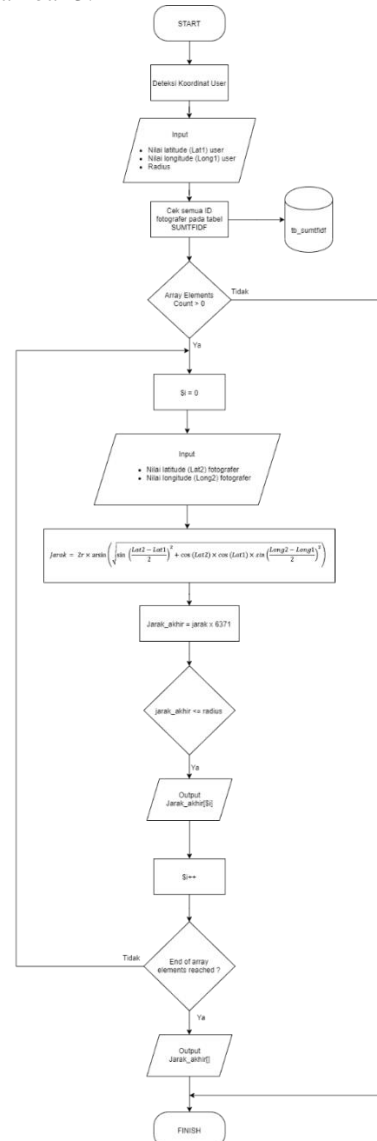 START
Deteksi Koordinat User
Input
• Nilai latitude (Lat1) user
• Nilai longitude (Long1) user
• Radius
Cek semua ID
fotografer pada tabel
SUMTFIDF
tb_sumtfidf
Array Elements
Count > 0
Tidak
Ya
$i = 0
Input
• Nilai latitude (Lat2) fotografer
• Nilai longitude (Long2) fotografer
Jarak = 2r × arsin (√sin ((Lat2 − Lat1)/2)² + cos (Lat2) × cos (Lat1) × sin ((Long2 − Long1)/2)²)
Jarak_akhir = jarak x 6371
jarak_akhir <= radius
Ya
Output
Jarak_akhir[$i]
$i++
Tidak
End of array
elements reached ?
Ya
Output
Jarak_akhir[]
FINISH